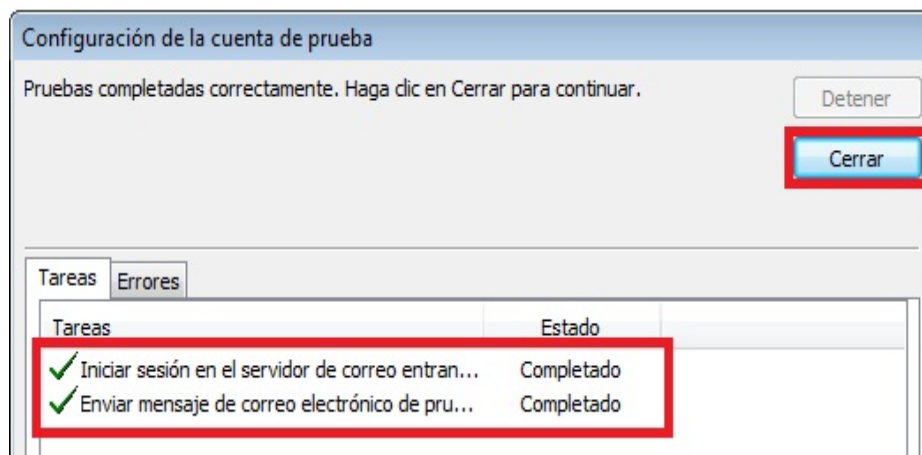 Configuración de la cuenta de prueba
Pruebas completadas correctamente. Haga clic en Cerrar para continuar.
Detener
Cerrar
Tareas Errores
Tareas Estado
Iniciar sesión en el servidor de correo entran... Completado
Enviar mensaje de correo electrónico de pru... Completado